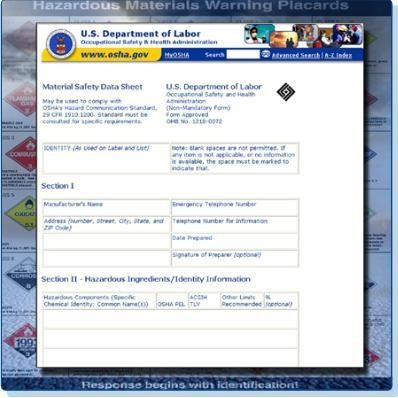 Hazardous Materials Warning Placards
U.S. Department of Labor
Occupational Safety & Health Administration
www.osha.gov MyOSHA Search Advanced Search | A-Z Index
Material Safety Data Sheet
May be used to comply with
OSHA's Hazard Communication Standard,
29 CFR 1910.1200. Standard must be
consulted for specific requirements.
U.S. Department of Labor
Occupational Safety and Health
Administration
(Non-Mandatory Form)
Form Approved
OMB No. 1218-0072
IDENTITY (As Used on Label and List)
Note: Blank spaces are not permitted. If
any item is not applicable, or no information
is available, the space must be marked to
indicate that.
Section I
Manufacturer's Name
Emergency Telephone Number
Address (Number, Street, City, State, and
ZIP Code)
Telephone Number for Information
Date Prepared
Signature of Preparer (optional)
Section II - Hazardous Ingredients/Identity Information
Hazardous Components (Specific
Chemical Identity; Common Name(s))
OSHA PEL
ACGIH
TLV
Other Limits
Recommended
%
(optional)
Response begins with identification!